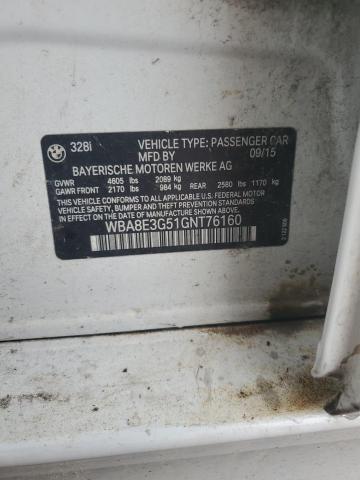 328i VEHICLE TYPE: PASSENGER CAR
MFD BY 09/15
BAYERISCHE MOTOREN WERKE AG
GVWR 4605 lbs 2089 kg
GAWR FRONT 2170 lbs 984 kg REAR 2580 lbs 1170 kg
THIS VEHICLE CONFORMS TO ALL APPLICABLE
U.S. FEDERAL MOTOR VEHICLE SAFETY, BUMPER, AND
THEFT PREVENTION STANDARDS IN EFFECT ON THE
DATE OF MANUFACTURE SHOWN ABOVE.
WBA8E3G51GNT76160